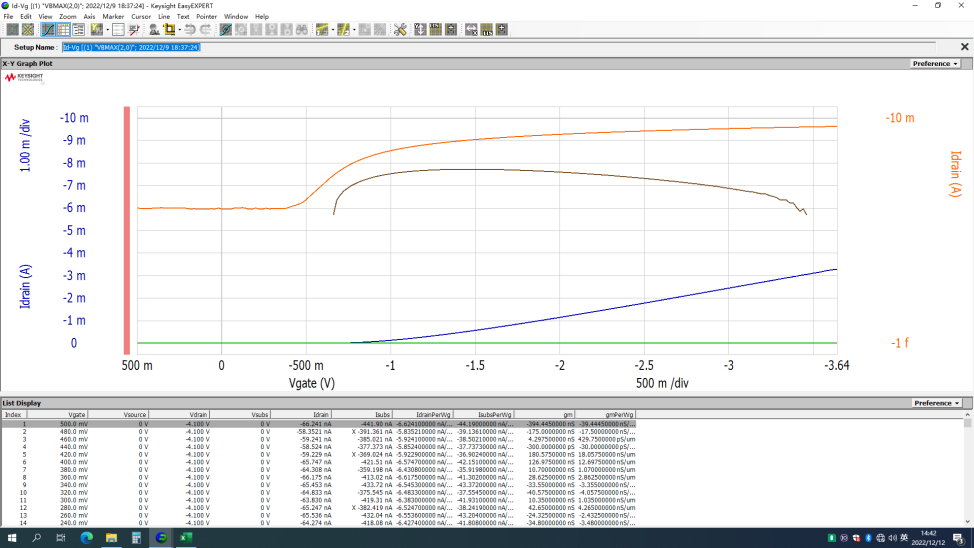 Id-Vg [(1) "VBMAX(2,0)"; 2022/12/9 18:37:24] - Keysight EasyEXPERT
File Edit View Zoom Axis Marker Cursor Line Text Pointer Window Help
Setup Name : Id-Vg [(1) "VBMAX(2,0)"; 2022/12/9 18:37:24]
X-Y Graph Plot Preference
KEYSIGHT
TECHNOLOGIES
1.00 m /div
Idrain (A)
-10 m
-9 m
-8 m
-7 m
-6 m
-5 m
-4 m
-3 m
-2 m
-1 m
0
-10 m
Idrain (A)
-1 f
500 m 0 -500 m -1 -1.5 -2 -2.5 -3 -3.64
Vgate (V) 500 m /div
List Display Preference
Index Vgate Vsource Vdrain Vsubs Idrain Isubs IdrainPerWg IsubsPerWg gm gmPerWg
1 500.0 mV 0 V -4.100 V 0 V -66.241 nA -441.90 nA -6.624100000 nA/... -44.19000000 nA/... -394.4450000 nS -39.44450000 nS/...
2 480.0 mV 0 V -4.100 V 0 V -58.3521 nA X -391.361 nA -5.835210000 nA/... -39.13610000 nA/... -175.0000000 nS -17.50000000 nS/...
3 460.0 mV 0 V -4.100 V 0 V -59.241 nA -385.021 nA -5.924100000 nA/... -38.50210000 nA/... 4.297500000 nS 429.7500000 pS/um
4 440.0 mV 0 V -4.100 V 0 V -58.524 nA -377.373 nA -5.852400000 nA/... -37.73730000 nA/... -30.00000000 nS -30.00000000 nS/...
5 420.0 mV 0 V -4.100 V 0 V -59.229 nA X -369.024 nA -5.922900000 nA/... -36.90240000 nA/... 180.5750000 nS 18.05750000 nS/um
6 400.0 mV 0 V -4.100 V 0 V -65.747 nA -421.51 nA -6.574700000 nA/... -42.15100000 nA/... 126.9750000 nS 12.69750000 nS/um
7 380.0 mV 0 V -4.100 V 0 V -64.308 nA -359.198 nA -6.430800000 nA/... -35.91980000 nA/... 10.70000000 nS 1.070000000 nS/um
8 360.0 mV 0 V -4.100 V 0 V -66.175 nA -413.02 nA -6.617500000 nA/... -41.30200000 nA/... 28.62500000 nS 2.862500000 nS/um
9 340.0 mV 0 V -4.100 V 0 V -65.453 nA -433.72 nA -6.545300000 nA/... -43.37200000 nA/... -33.55000000 nS -3.355000000 nS/...
10 320.0 mV 0 V -4.100 V 0 V -64.833 nA -375.545 nA -6.483300000 nA/... -37.55450000 nA/... -40.57500000 nS -4.057500000 nS/...
11 300.0 mV 0 V -4.100 V 0 V -63.830 nA -419.31 nA -6.383000000 nA/... -41.93100000 nA/... 10.35000000 nS 1.035000000 nS/um
12 280.0 mV 0 V -4.100 V 0 V -65.247 nA X -382.419 nA -6.524700000 nA/... -38.24190000 nA/... 42.65000000 nS 4.265000000 nS/um
13 260.0 mV 0 V -4.100 V 0 V -65.536 nA -432.04 nA -6.553600000 nA/... -43.20400000 nA/... -24.32500000 nS -2.432500000 nS/...
14 240.0 mV 0 V -4.100 V 0 V -64.274 nA -418.08 nA -6.427400000 nA/... -41.80800000 nA/... -34.80000000 nS -3.480000000 nS/...
英 14:42
2022/12/12